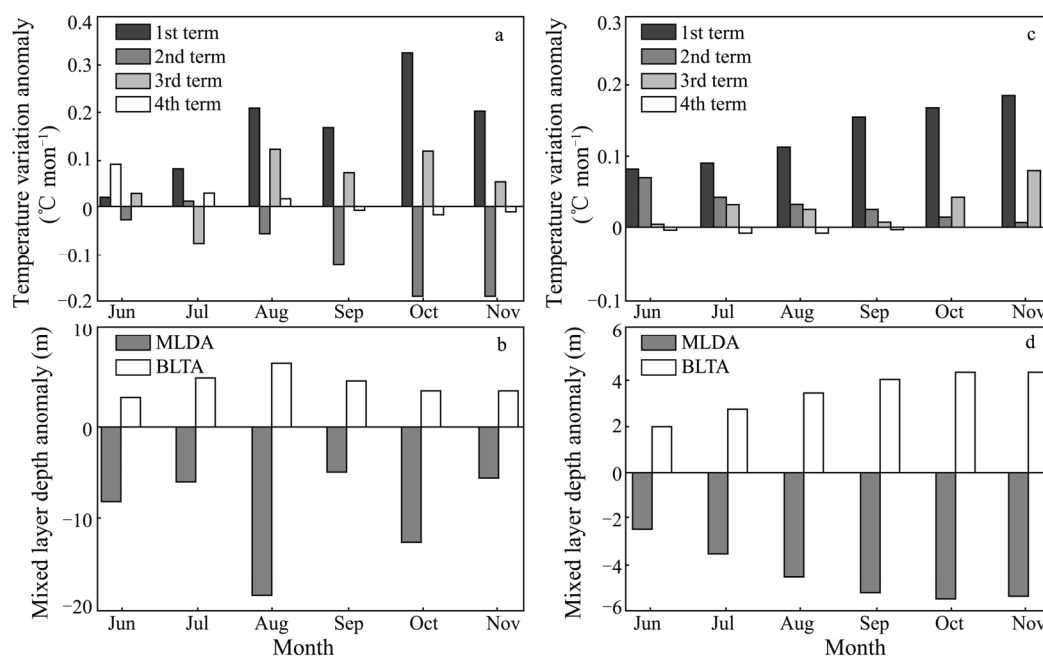 Temperature variation anomaly
(℃ mon⁻¹)
0.4
0.3
0.2
0.1
0
−0.1
−0.2
1st term
2nd term
3rd term
4th term
a
Jun Jul Aug Sep Oct Nov
Mixed layer depth anomaly (m)
10
0
−10
−20
MLDA
BLTA
b
Jun Jul Aug Sep Oct Nov
Month
Temperature variation anomaly
(℃ mon⁻¹)
0.3
0.2
0.1
0
−0.1
1st term
2nd term
3rd term
4th term
c
Jun Jul Aug Sep Oct Nov
Mixed layer depth anomaly (m)
6
4
2
0
−2
−4
−6
MLDA
BLTA
d
Jun Jul Aug Sep Oct Nov
Month